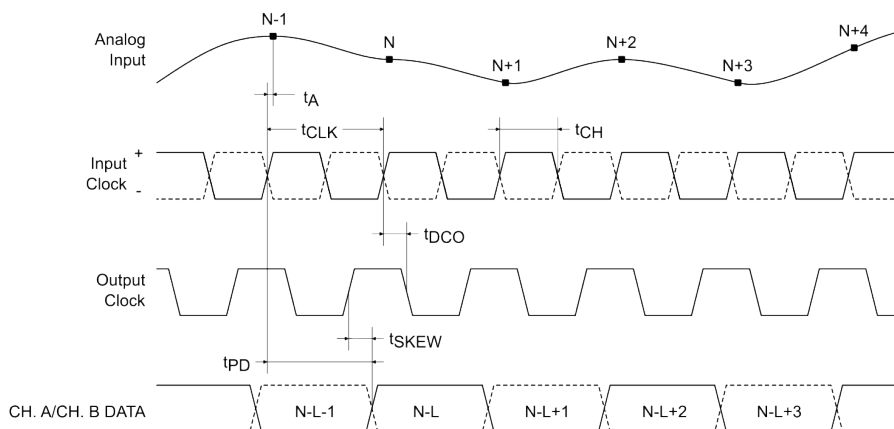 N-1
N
N+1
N+2
N+3
N+4
Analog
Input
tA
tCLK
tCH
Input
Clock
+
-
tDCO
Output
Clock
tSKEW
tPD
CH. A/CH. B DATA
N-L-1
N-L
N-L+1
N-L+2
N-L+3